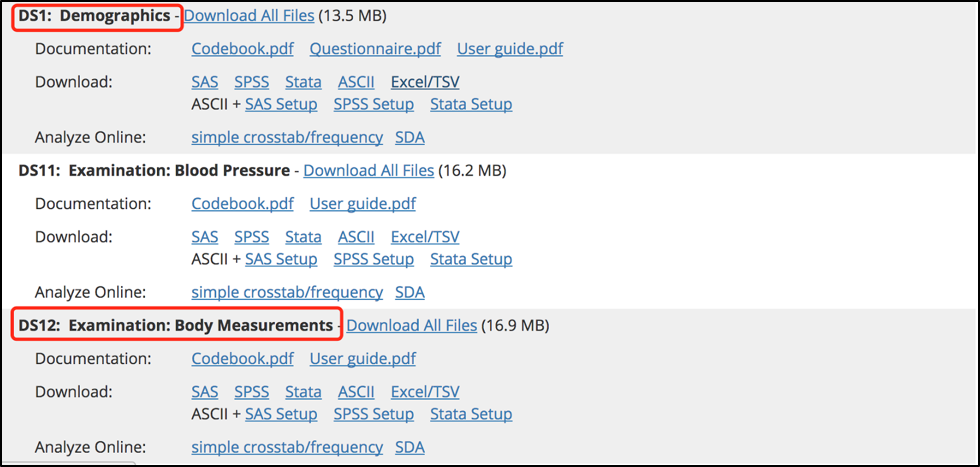 DS1: Demographics - Download All Files (13.5 MB)
Documentation: Codebook.pdf Questionnaire.pdf User guide.pdf
Download: SAS SPSS Stata ASCII Excel/TSV
ASCII + SAS Setup SPSS Setup Stata Setup
Analyze Online: simple crosstab/frequency SDA
DS11: Examination: Blood Pressure - Download All Files (16.2 MB)
Documentation: Codebook.pdf User guide.pdf
Download: SAS SPSS Stata ASCII Excel/TSV
ASCII + SAS Setup SPSS Setup Stata Setup
Analyze Online: simple crosstab/frequency SDA
DS12: Examination: Body Measurements - Download All Files (16.9 MB)
Documentation: Codebook.pdf User guide.pdf
Download: SAS SPSS Stata ASCII Excel/TSV
ASCII + SAS Setup SPSS Setup Stata Setup
Analyze Online: simple crosstab/frequency SDA